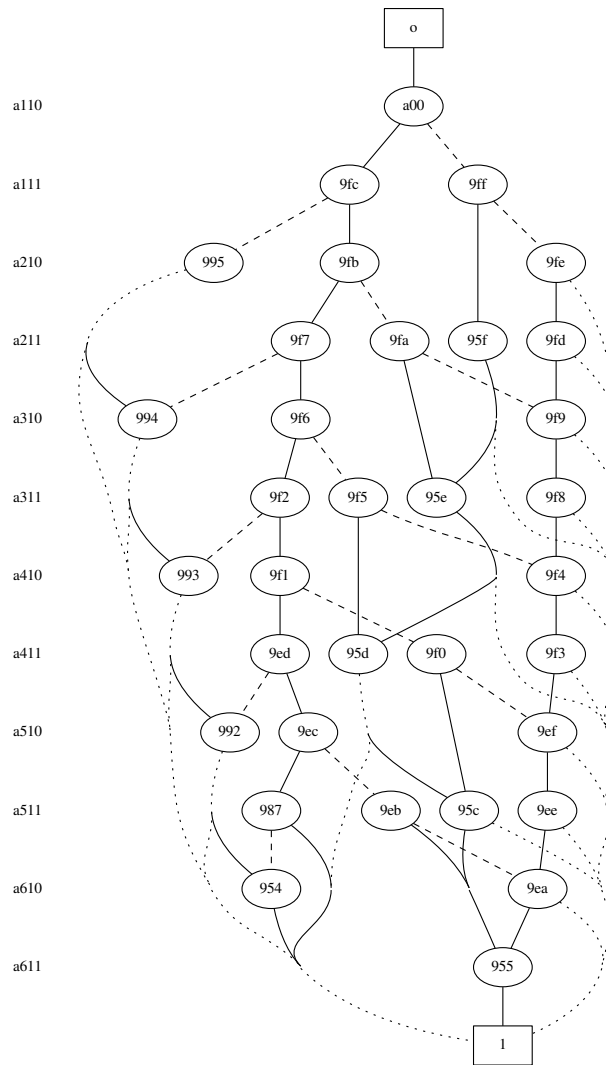 o
a110 a00
a111 9fc 9ff
a210 995 9fb 9fe
a211 9f7 9fa 95f 9fd
a310 994 9f6 9f9
a311 9f2 9f5 95e 9f8
a410 993 9f1 9f4
a411 9ed 95d 9f0 9f3
a510 992 9ec 9ef
a511 987 9eb 95c 9ee
a610 954 9ea
a611 955
1